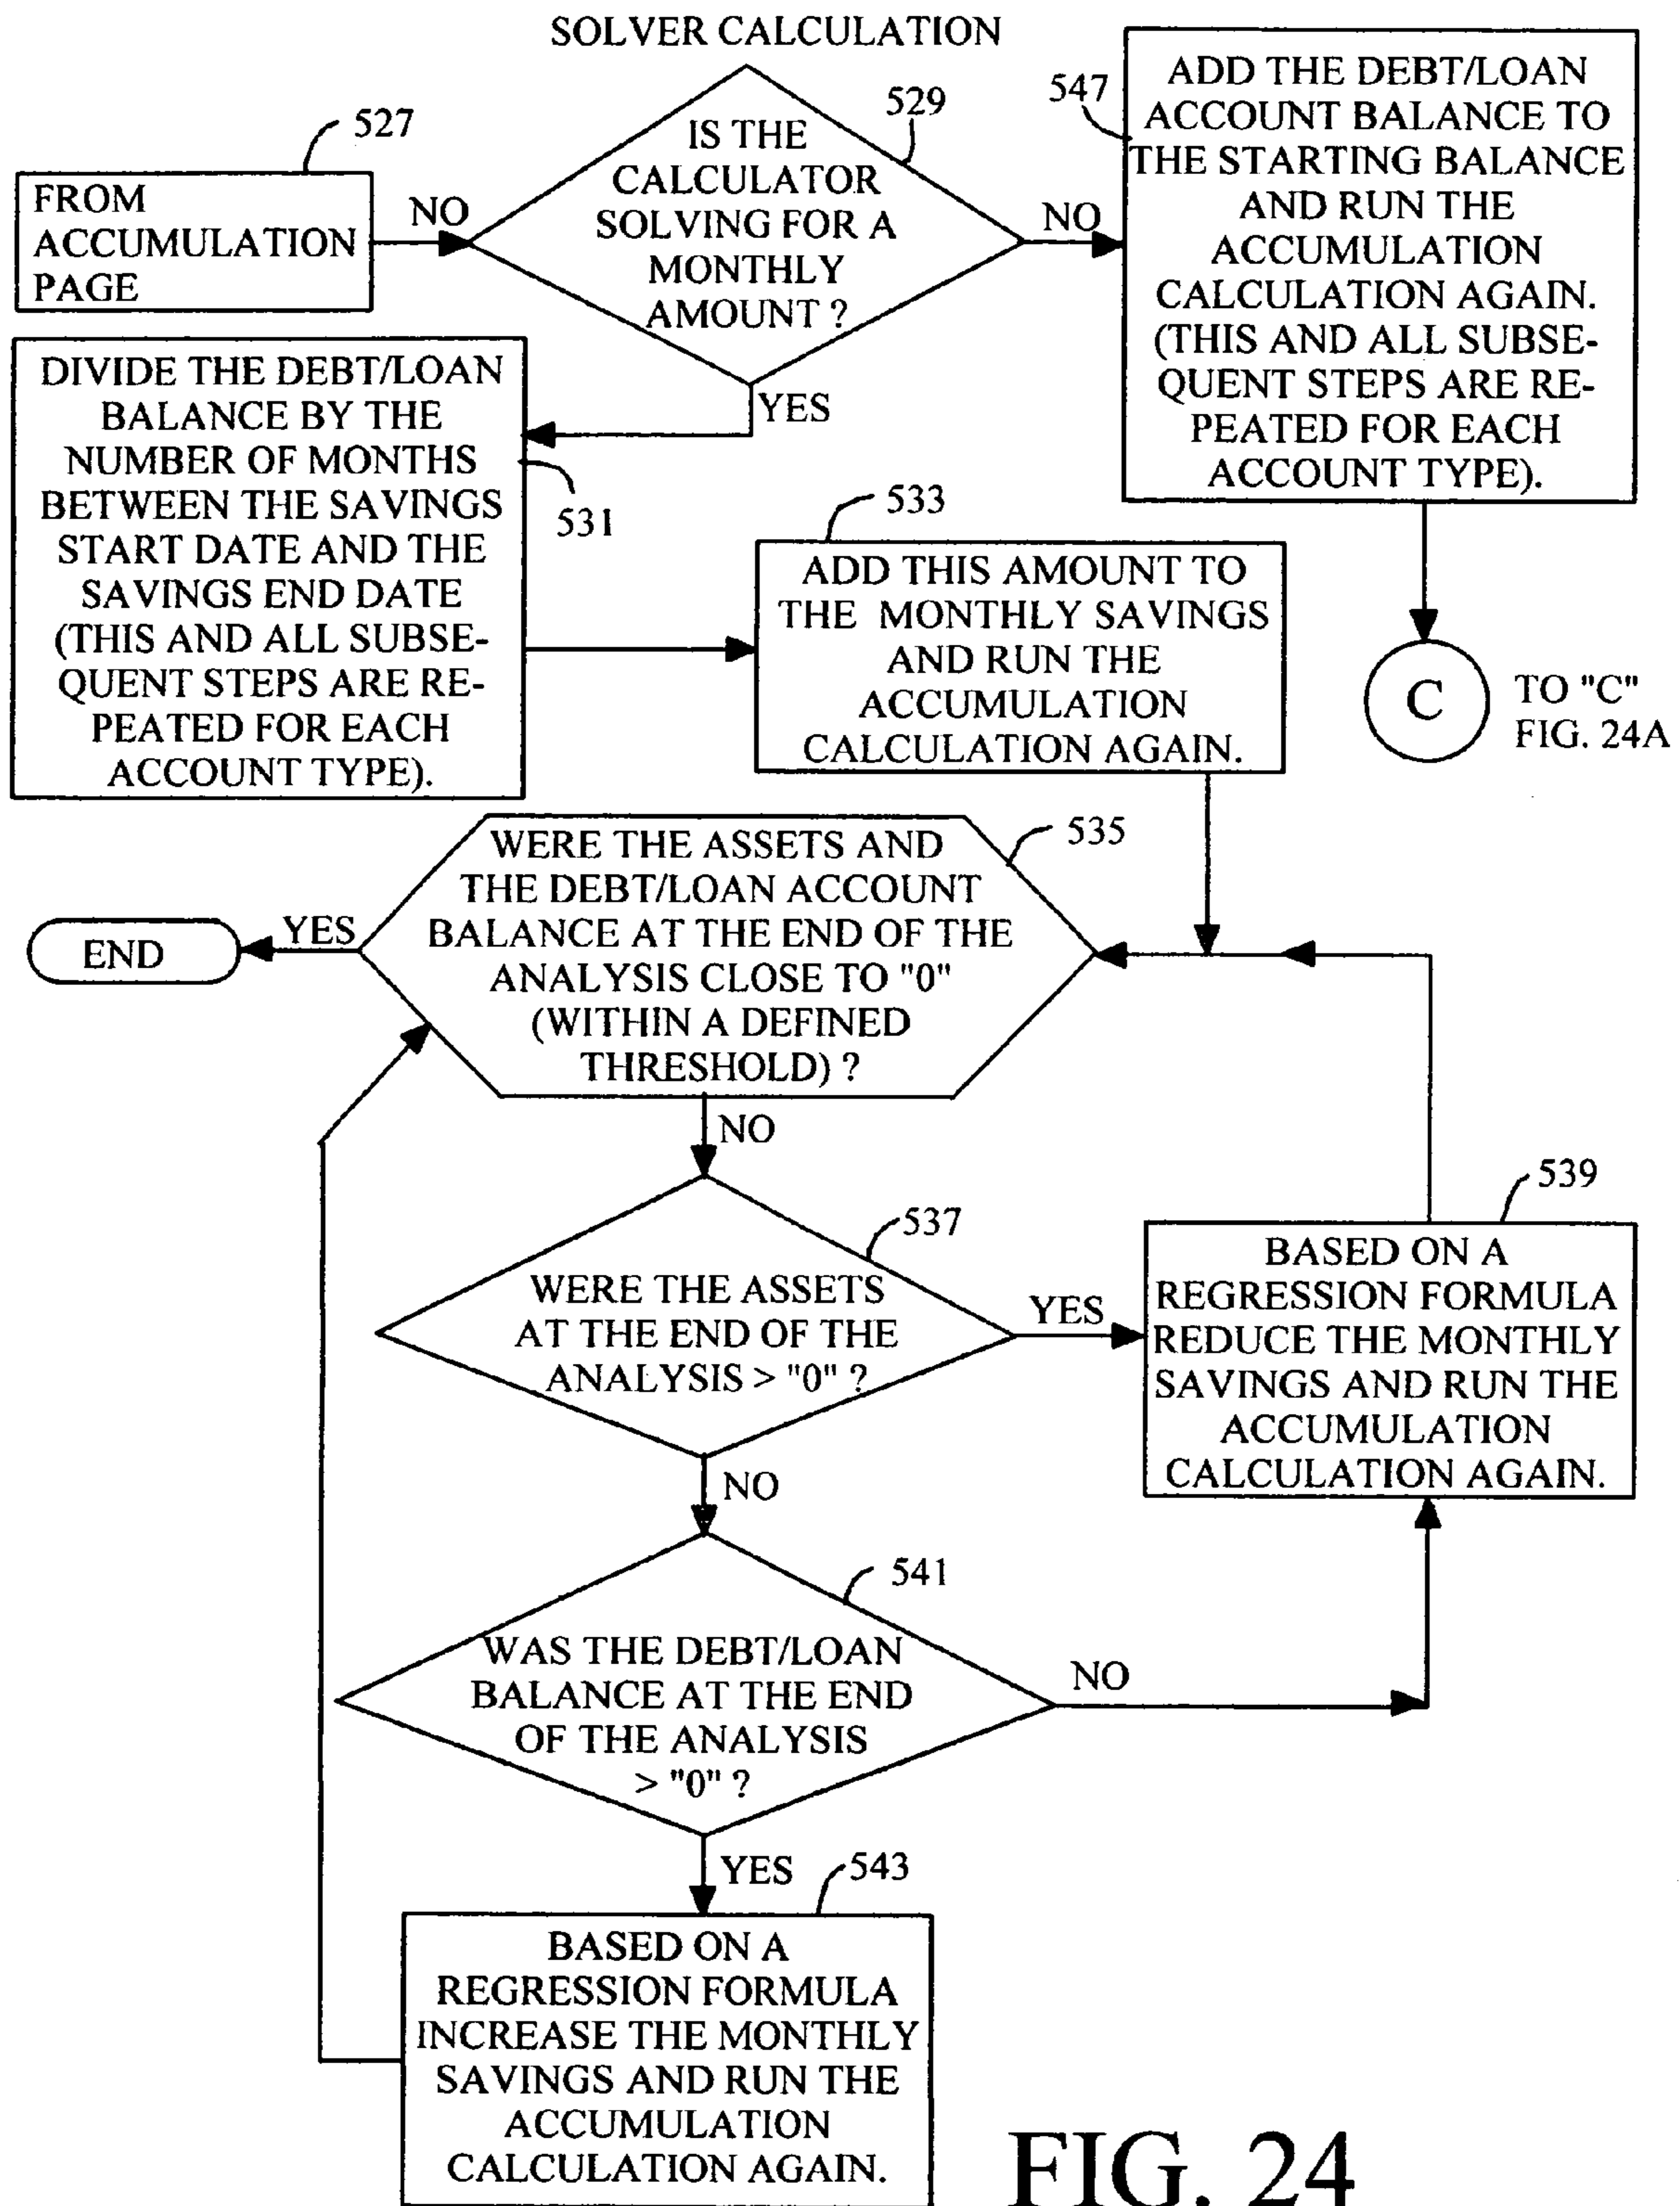 SOLVER CALCULATION
527
FROM
ACCUMULATION
PAGE
NO
529
IS THE
CALCULATOR
SOLVING FOR A
MONTHLY
AMOUNT ?
NO
YES
547
ADD THE DEBT/LOAN
ACCOUNT BALANCE TO
THE STARTING BALANCE
AND RUN THE
ACCUMULATION
CALCULATION AGAIN.
(THIS AND ALL SUBSE-
QUENT STEPS ARE RE-
PEATED FOR EACH
ACCOUNT TYPE).
C
TO "C"
FIG. 24A
DIVIDE THE DEBT/LOAN
BALANCE BY THE
NUMBER OF MONTHS
BETWEEN THE SAVINGS
START DATE AND THE
SAVINGS END DATE
(THIS AND ALL SUBSE-
QUENT STEPS ARE RE-
PEATED FOR EACH
ACCOUNT TYPE).
531
533
ADD THIS AMOUNT TO
THE MONTHLY SAVINGS
AND RUN THE
ACCUMULATION
CALCULATION AGAIN.
535
WERE THE ASSETS AND
THE DEBT/LOAN ACCOUNT
BALANCE AT THE END OF THE
ANALYSIS CLOSE TO "0"
(WITHIN A DEFINED
THRESHOLD) ?
YES
END
NO
537
WERE THE ASSETS
AT THE END OF THE
ANALYSIS > "0" ?
YES
539
BASED ON A
REGRESSION FORMULA
REDUCE THE MONTHLY
SAVINGS AND RUN THE
ACCUMULATION
CALCULATION AGAIN.
NO
541
WAS THE DEBT/LOAN
BALANCE AT THE END
OF THE ANALYSIS
> "0" ?
NO
YES
543
BASED ON A
REGRESSION FORMULA
INCREASE THE MONTHLY
SAVINGS AND RUN THE
ACCUMULATION
CALCULATION AGAIN.
FIG. 24